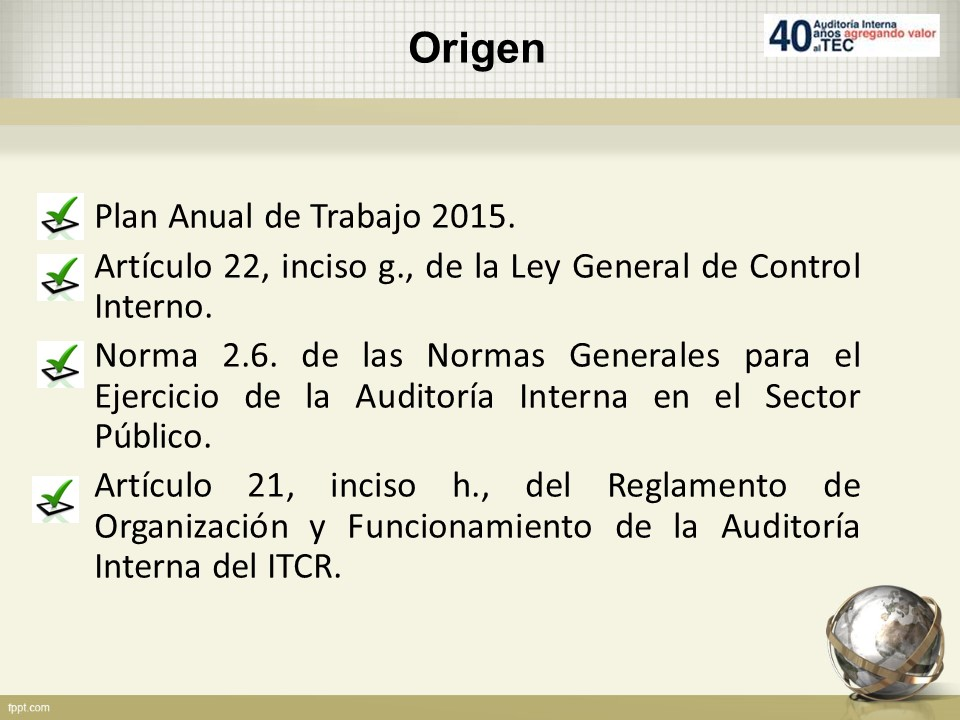 Origen
40 Auditoría Interna
años agregando valor
al TEC
Plan Anual de Trabajo 2015.
Artículo 22, inciso g., de la Ley General de Control
Interno.
Norma 2.6. de las Normas Generales para el
Ejercicio de la Auditoría Interna en el Sector
Público.
Artículo 21, inciso h., del Reglamento de
Organización y Funcionamiento de la Auditoría
Interna del ITCR.
fppt.com